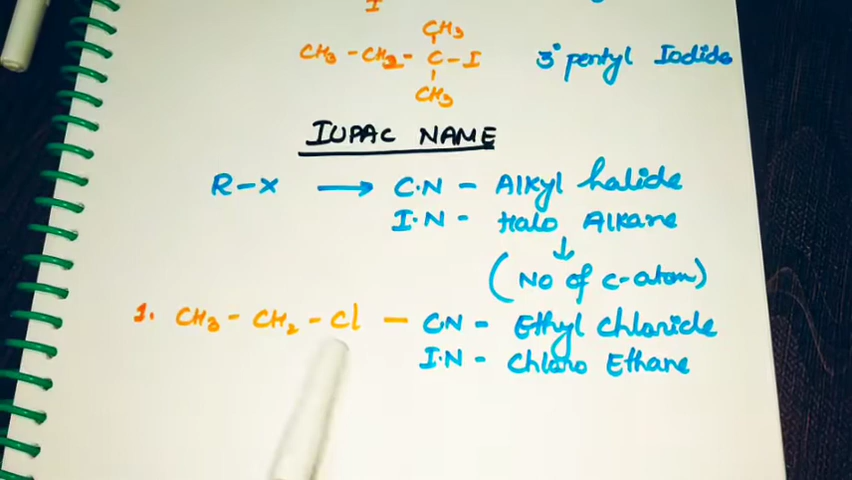 I
CH3
CH3 - CH2 - C - I 3° pentyl Iodide
CH3
IUPAC NAME
R-X → C.N - Alkyl halide
I.N - Halo Alkane
↓
(No of c-atom)
1. CH3 - CH2 - Cl - CN - Ethyl chloride
I.N - Chloro Ethane